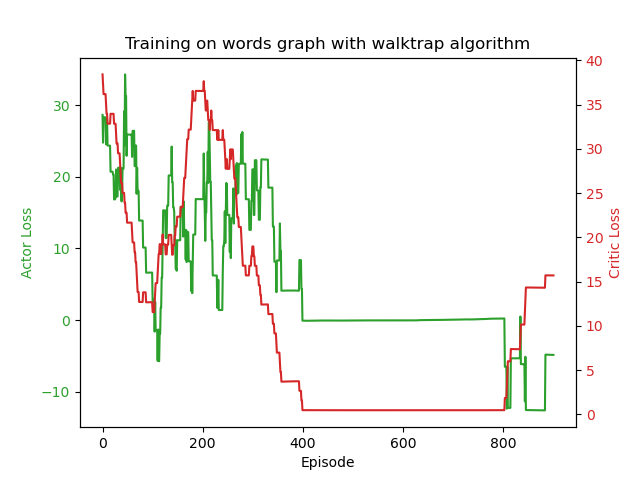 Training on words graph with walktrap algorithm
Actor Loss
30
20
10
0
−10
40
35
30
25
20
15
10
5
0
Critic Loss
0 200 400 600 800
Episode